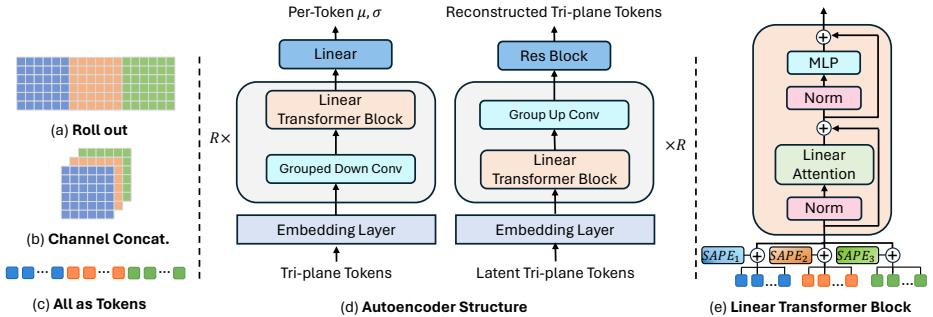 (a) Roll out
(b) Channel Concat.
(c) All as Tokens
Per-Token μ, σ
Linear
Linear
Transformer Block
R×
Grouped Down Conv
Embedding Layer
Tri-plane Tokens
Reconstructed Tri-plane Tokens
Res Block
Group Up Conv
×R
Linear
Transformer Block
Embedding Layer
Latent Tri-plane Tokens
(d) Autoencoder Structure
MLP
Norm
Linear
Attention
Norm
SAPE₁ SAPE₂ SAPE₃
(e) Linear Transformer Block